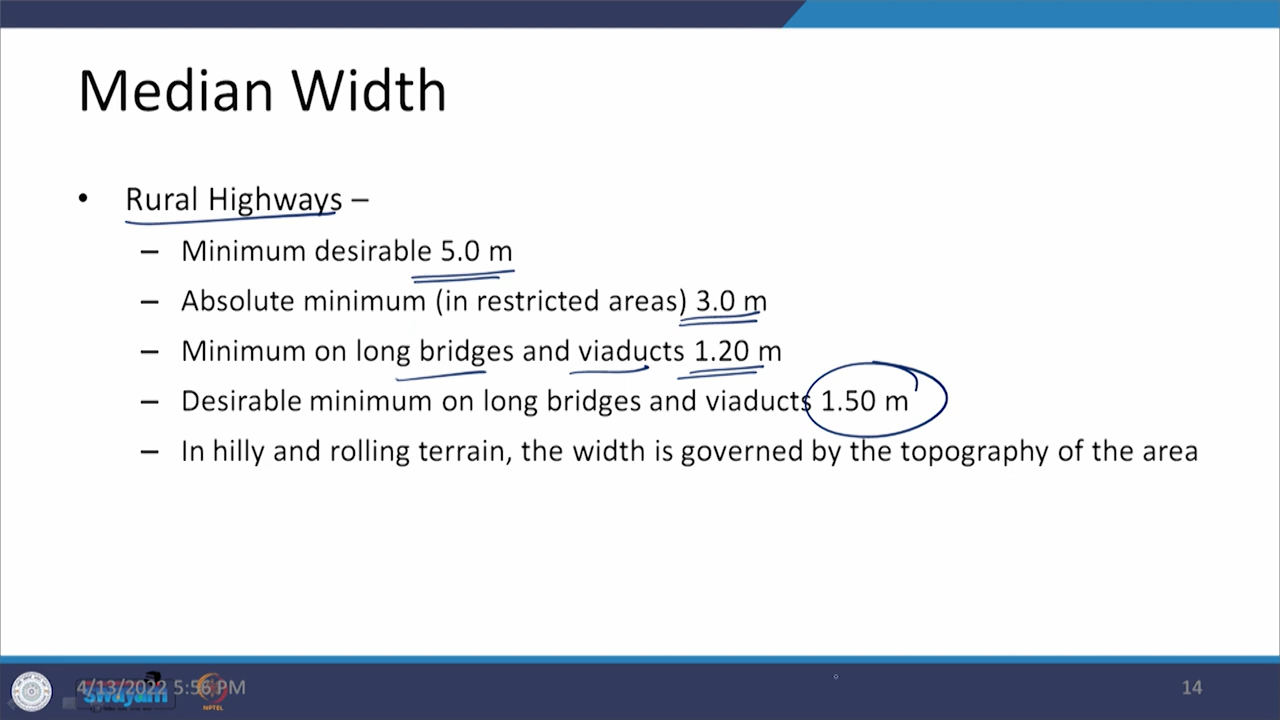 Median Width
• Rural Highways –
– Minimum desirable 5.0 m
– Absolute minimum (in restricted areas) 3.0 m
– Minimum on long bridges and viaducts 1.20 m
– Desirable minimum on long bridges and viaducts 1.50 m
– In hilly and rolling terrain, the width is governed by the topography of the area
4/13/2022 5:56 PM
swayam
NPTEL
14